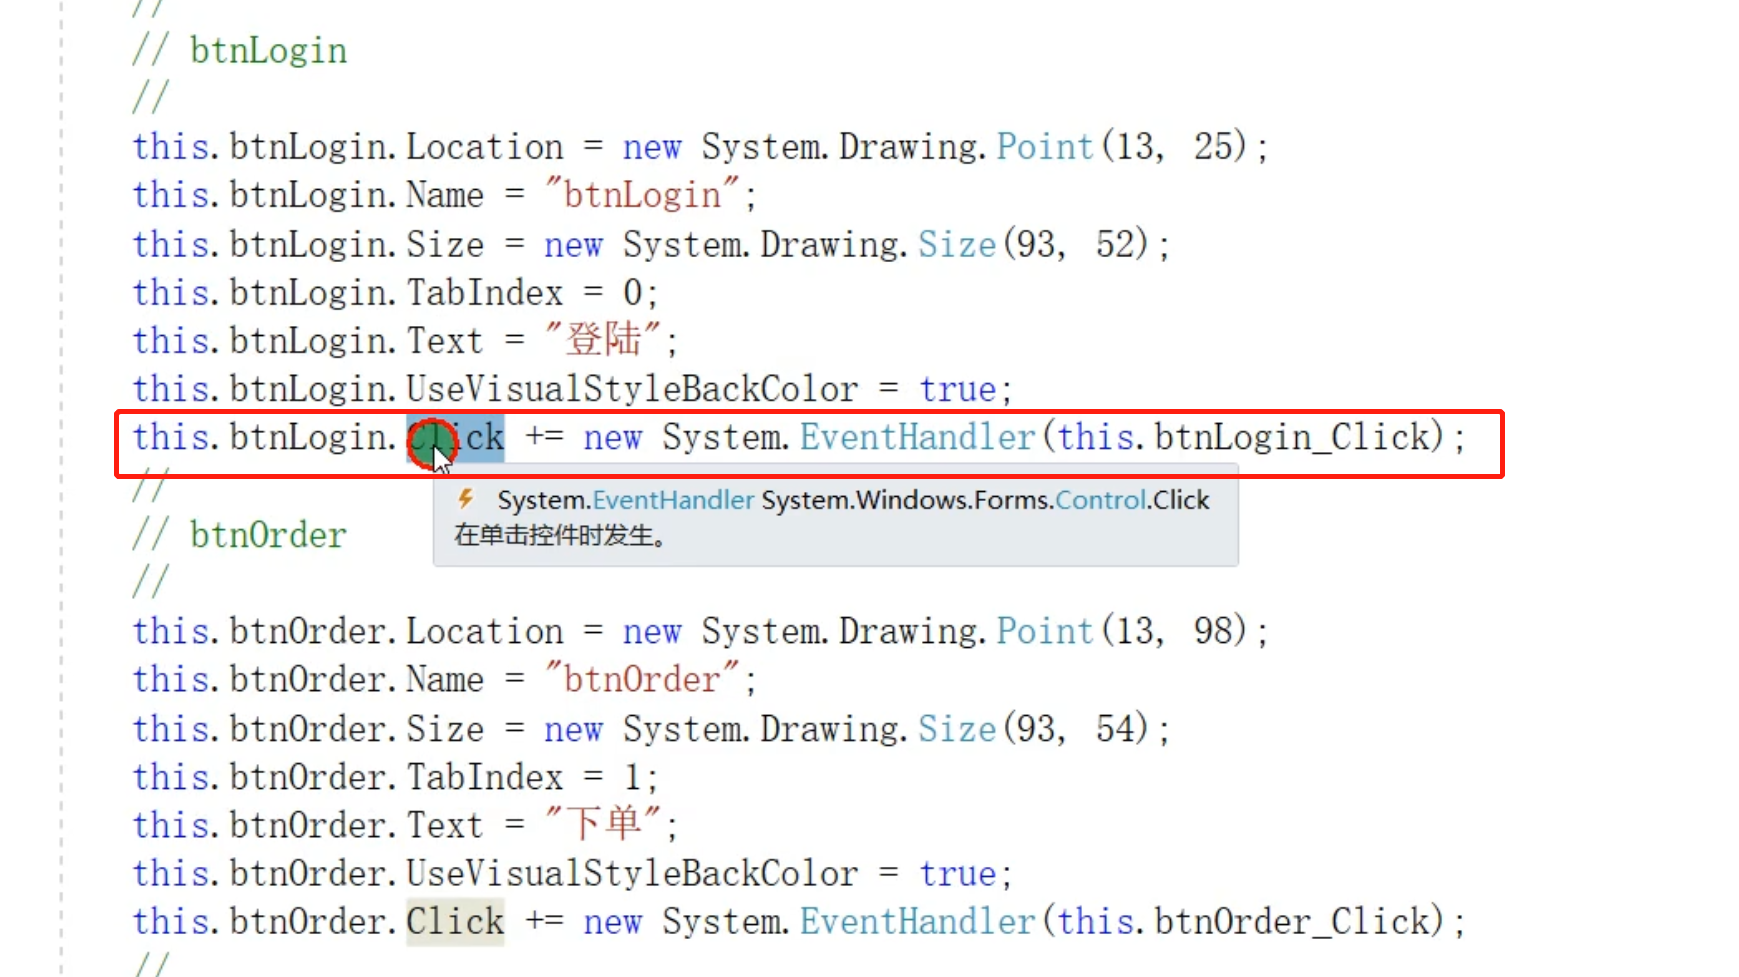 //
// btnLogin
//
this.btnLogin.Location = new System.Drawing.Point(13, 25);
this.btnLogin.Name = "btnLogin";
this.btnLogin.Size = new System.Drawing.Size(93, 52);
this.btnLogin.TabIndex = 0;
this.btnLogin.Text = "登陆";
this.btnLogin.UseVisualStyleBackColor = true;
this.btnLogin.Click += new System.EventHandler(this.btnLogin_Click);
//
System.EventHandler System.Windows.Forms.Control.Click
在单击控件时发生。
// btnOrder
//
this.btnOrder.Location = new System.Drawing.Point(13, 98);
this.btnOrder.Name = "btnOrder";
this.btnOrder.Size = new System.Drawing.Size(93, 54);
this.btnOrder.TabIndex = 1;
this.btnOrder.Text = "下单";
this.btnOrder.UseVisualStyleBackColor = true;
this.btnOrder.Click += new System.EventHandler(this.btnOrder_Click);
//